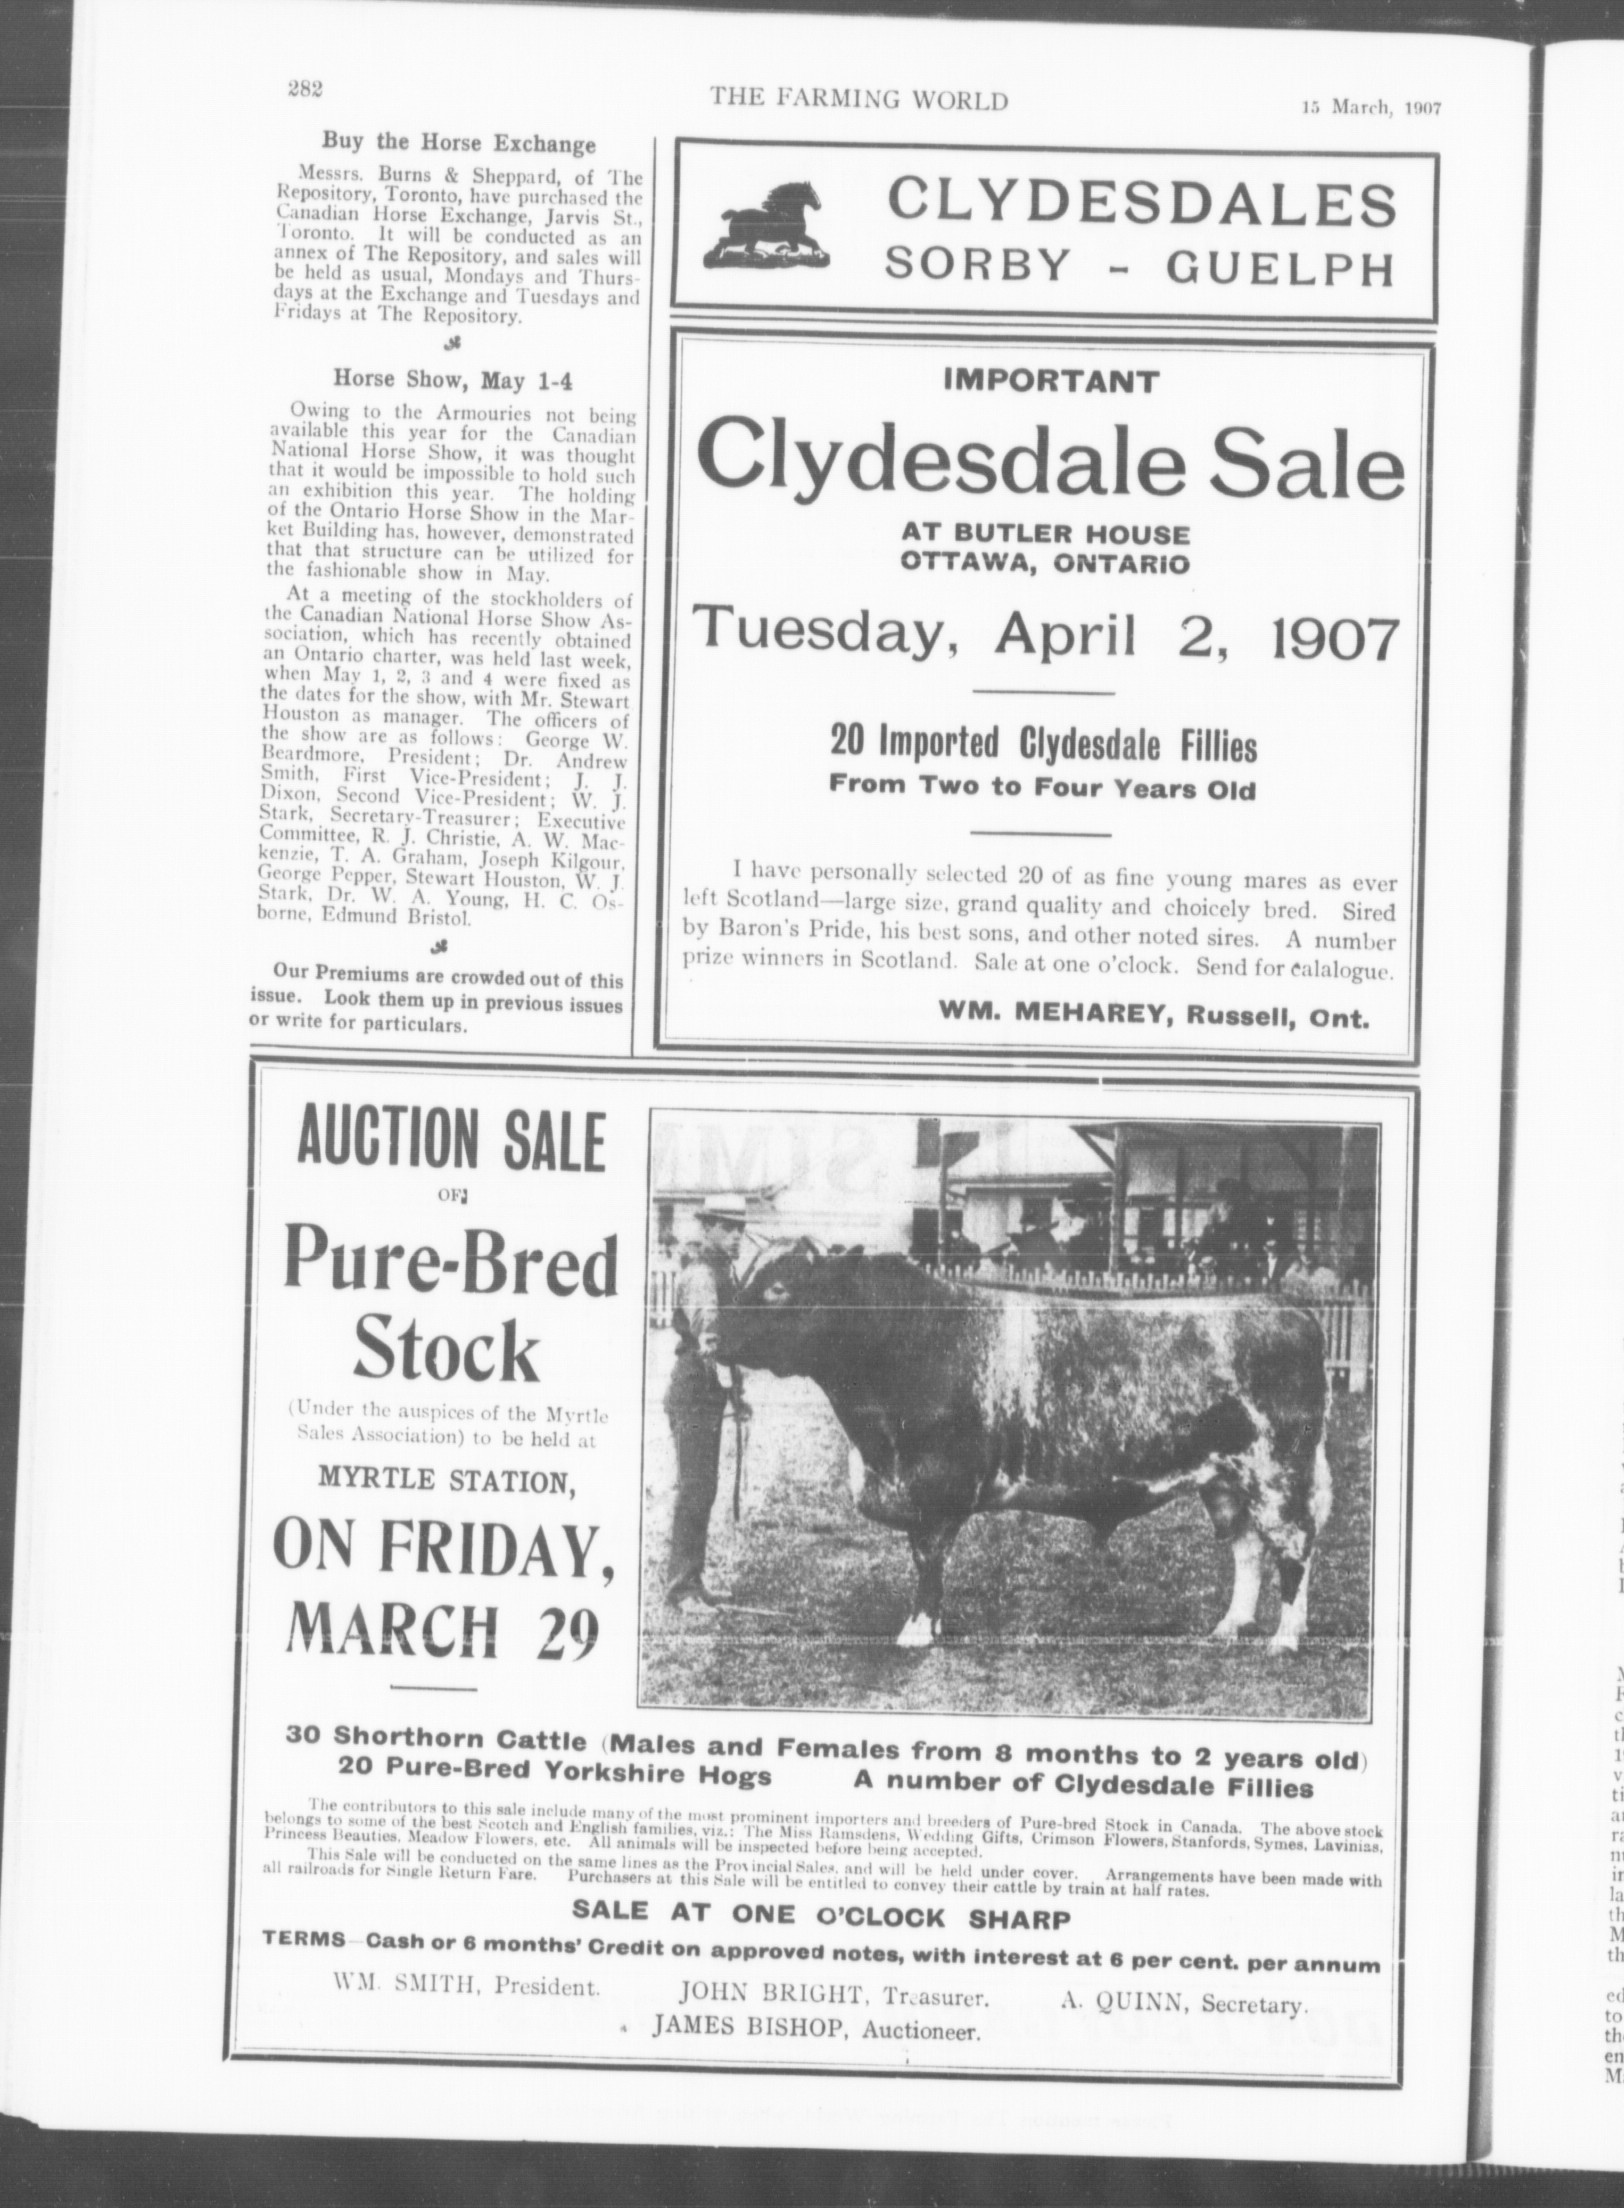 282
THE FARMING WORLD
15 March, 1907
Buy the Horse Exchange
Messrs. Burns & Sheppard, of The
Repository, Toronto, have purchased the
Canadian Horse Exchange, Jarvis St.,
Toronto. It will be conducted as an
annex of The Repository, and sales will
be held as usual, Mondays and Thurs-
days at the Exchange and Tuesdays and
Fridays at The Repository.
Horse Show, May 1-4
Owing to the Armouries not being
available this year for the Canadian
National Horse Show, it was thought
that it would be impossible to hold such
an exhibition this year. The holding
of the Ontario Horse Show in the Mar-
ket Building has, however, demonstrated
that that structure can be utilized for
the fashionable show in May.
At a meeting of the stockholders of
the Canadian National Horse Show As-
sociation, which has recently obtained
an Ontario charter, was held last week,
when May 1, 2, 3 and 4 were fixed as
the dates for the show, with Mr. Stewart
Houston as manager. The officers of
the show are as follows: George W.
Beardmore, President; Dr. Andrew
Smith, First Vice-President; J. J.
Dixon, Second Vice-President; W. J.
Stark, Secretary-Treasurer; Executive
Committee, R. J. Christie, A. W. Mac-
kenzie, T. A. Graham, Joseph Kilgour,
George Pepper, Stewart Houston, W. J.
Stark, Dr. W. A. Young, H. C. Os-
borne, Edmund Bristol.
Our Premiums are crowded out of this
issue. Look them up in previous issues
or write for particulars.
CLYDESDALES
SORBY - GUELPH
IMPORTANT
Clydesdale Sale
AT BUTLER HOUSE
OTTAWA, ONTARIO
Tuesday, April 2, 1907
20 Imported Clydesdale Fillies
From Two to Four Years Old
I have personally selected 20 of as fine young mares as ever
left Scotland—large size, grand quality and choicely bred. Sired
by Baron's Pride, his best sons, and other noted sires. A number
prize winners in Scotland. Sale at one o'clock. Send for calalogue.
WM. MEHAREY, Russell, Ont.
AUCTION SALE
OF
Pure-Bred
Stock
(Under the auspices of the Myrtle
Sales Association) to be held at
MYRTLE STATION,
ON FRIDAY,
MARCH 29
30 Shorthorn Cattle (Males and Females from 8 months to 2 years old)
20 Pure-Bred Yorkshire Hogs A number of Clydesdale Fillies
The contributors to this sale include many of the most prominent importers and breeders of Pure-bred Stock in Canada. The above stock
belongs to some of the best Scotch and English families, viz.: The Miss Ramsdens, Wedding Gifts, Crimson Flowers, Stanfords, Symes, Lavinias,
Princess Beauties, Meadow Flowers, etc. All animals will be inspected before being accepted.
This Sale will be conducted on the same lines as the Provincial Sales, and will be held under cover. Arrangements have been made with
all railroads for Single Return Fare. Purchasers at this Sale will be entitled to convey their cattle by train at half rates.
SALE AT ONE O'CLOCK SHARP
TERMS—Cash or 6 months' Credit on approved notes, with interest at 6 per cent. per annum
WM. SMITH, President. JOHN BRIGHT, Treasurer. A. QUINN, Secretary.
JAMES BISHOP, Auctioneer.